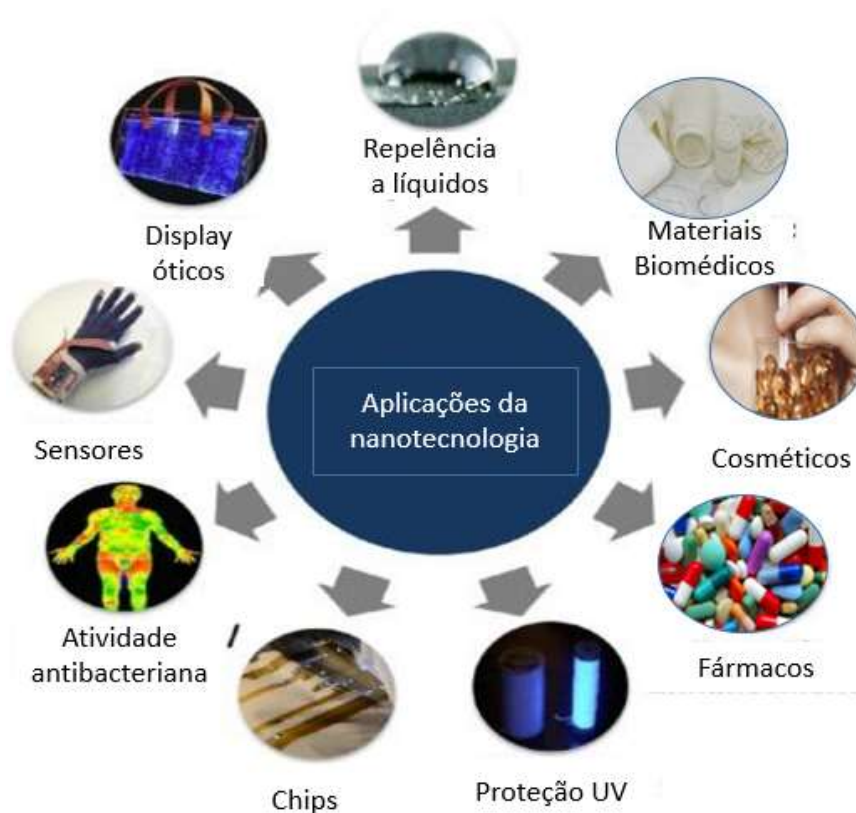 Repelência
a líquidos
Materiais
Biomédicos
Cosméticos
Fármacos
Proteção UV
Chips
Atividade
antibacteriana
Sensores
Display
óticos
Aplicações da
nanotecnologia